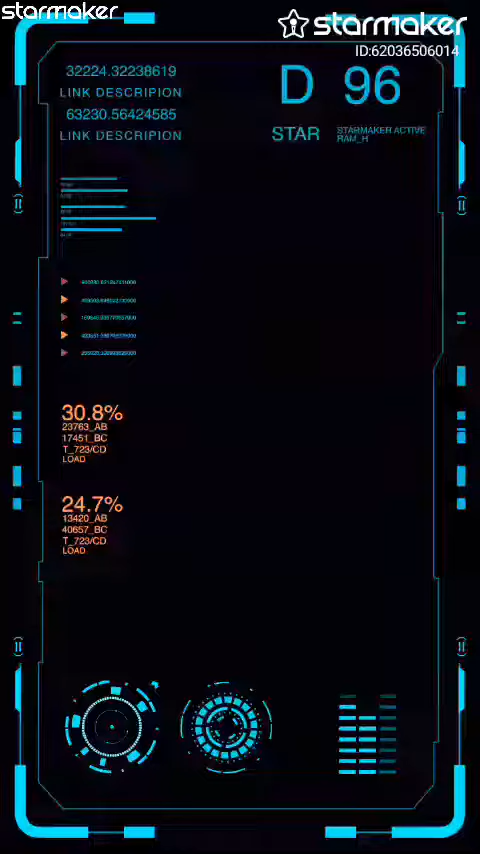 starmaker
starmaker
ID:62036506014
32224.32238619
LINK DESCRIPION
63230.56424585
LINK DESCRIPION
D 96
STAR
STARMAKER ACTIVE
RAM_H
30.8%
23763_AB
17451_BC
T_723/CD
LOAD
24.7%
13420_AB
40657_BC
T_723/CD
LOAD